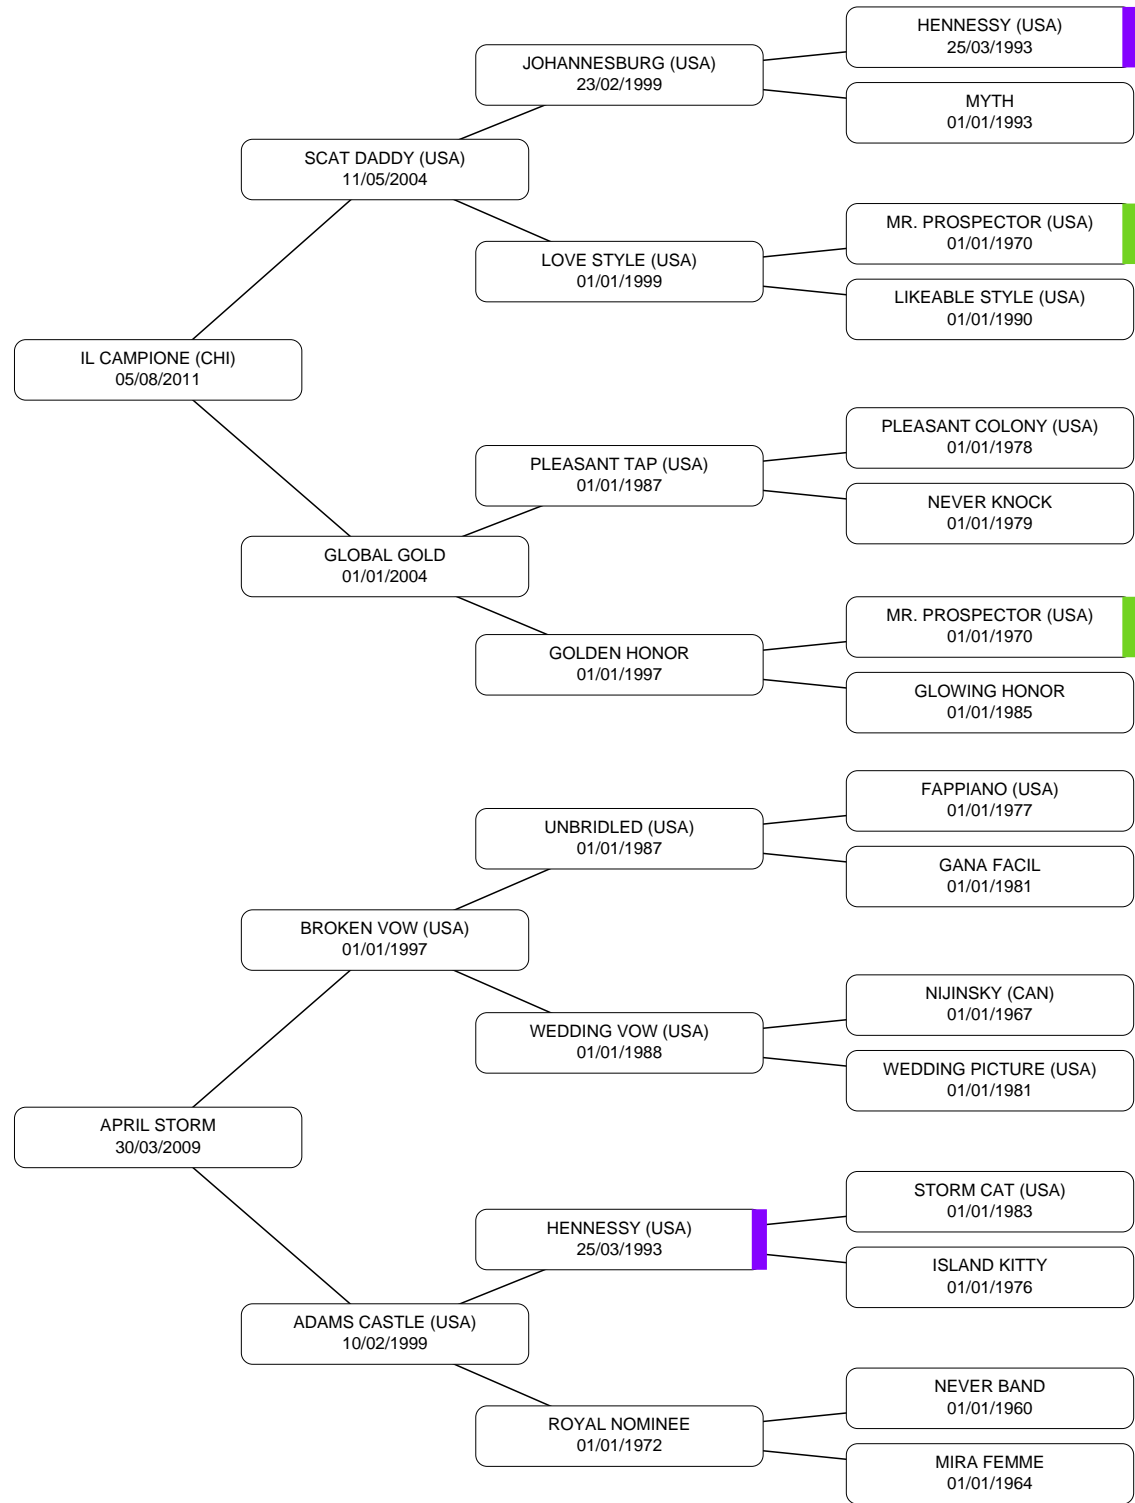 HENNESSY (USA)
25/03/1993
JOHANNESBURG (USA)
23/02/1999
MYTH
01/01/1993
SCAT DADDY (USA)
11/05/2004
MR. PROSPECTOR (USA)
01/01/1970
LOVE STYLE (USA)
01/01/1999
LIKEABLE STYLE (USA)
01/01/1990
IL CAMPIONE (CHI)
05/08/2011
PLEASANT COLONY (USA)
01/01/1978
PLEASANT TAP (USA)
01/01/1987
NEVER KNOCK
01/01/1979
GLOBAL GOLD
01/01/2004
MR. PROSPECTOR (USA)
01/01/1970
GOLDEN HONOR
01/01/1997
GLOWING HONOR
01/01/1985
FAPPIANO (USA)
01/01/1977
UNBRIDLED (USA)
01/01/1987
GANA FACIL
01/01/1981
BROKEN VOW (USA)
01/01/1997
NIJINSKY (CAN)
01/01/1967
WEDDING VOW (USA)
01/01/1988
WEDDING PICTURE (USA)
01/01/1981
APRIL STORM
30/03/2009
STORM CAT (USA)
01/01/1983
HENNESSY (USA)
25/03/1993
ISLAND KITTY
01/01/1976
ADAMS CASTLE (USA)
10/02/1999
NEVER BAND
01/01/1960
ROYAL NOMINEE
01/01/1972
MIRA FEMME
01/01/1964